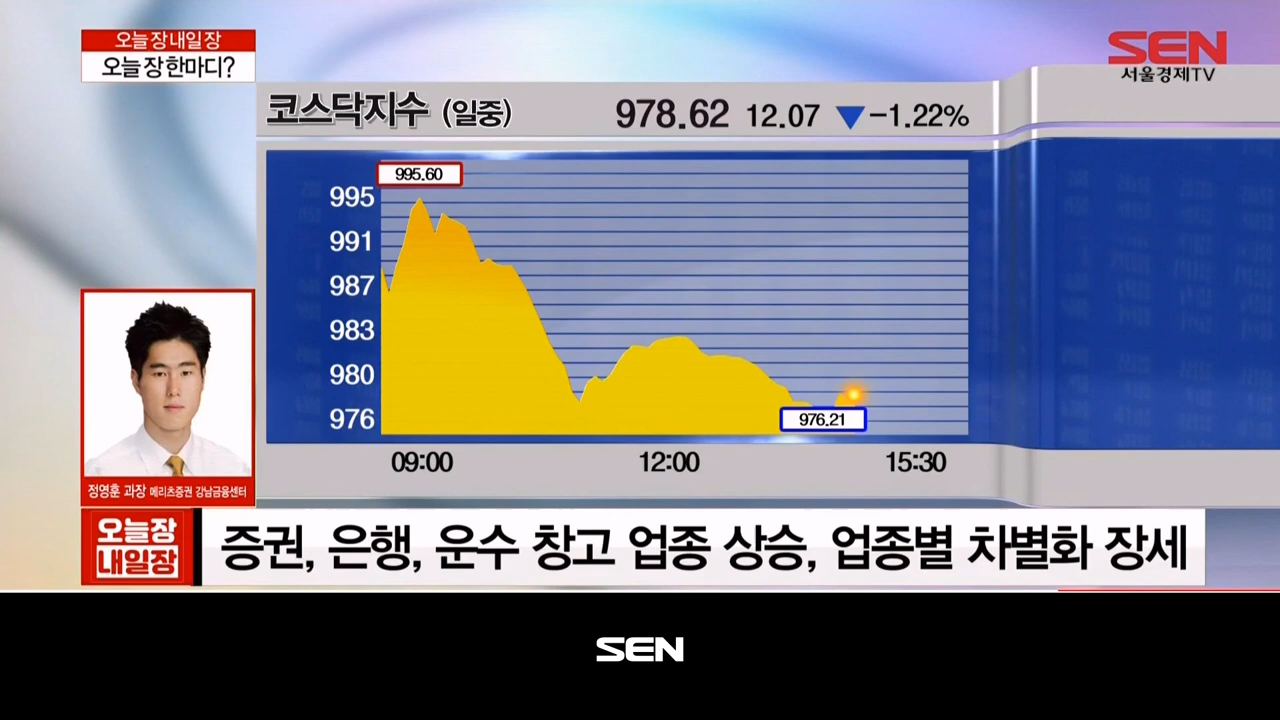 오늘장내일장
오늘장한마디?
SEN
서울경제TV
코스닥지수 (일중) 978.62 12.07 ▼-1.22%
995.60
995
991
987
983
980
976
976.21
09:00 12:00 15:30
정영훈 과장 메리츠증권 강남금융센터
오늘장
내일장
증권, 은행, 운수 창고 업종 상승, 업종별 차별화 장세
SEN